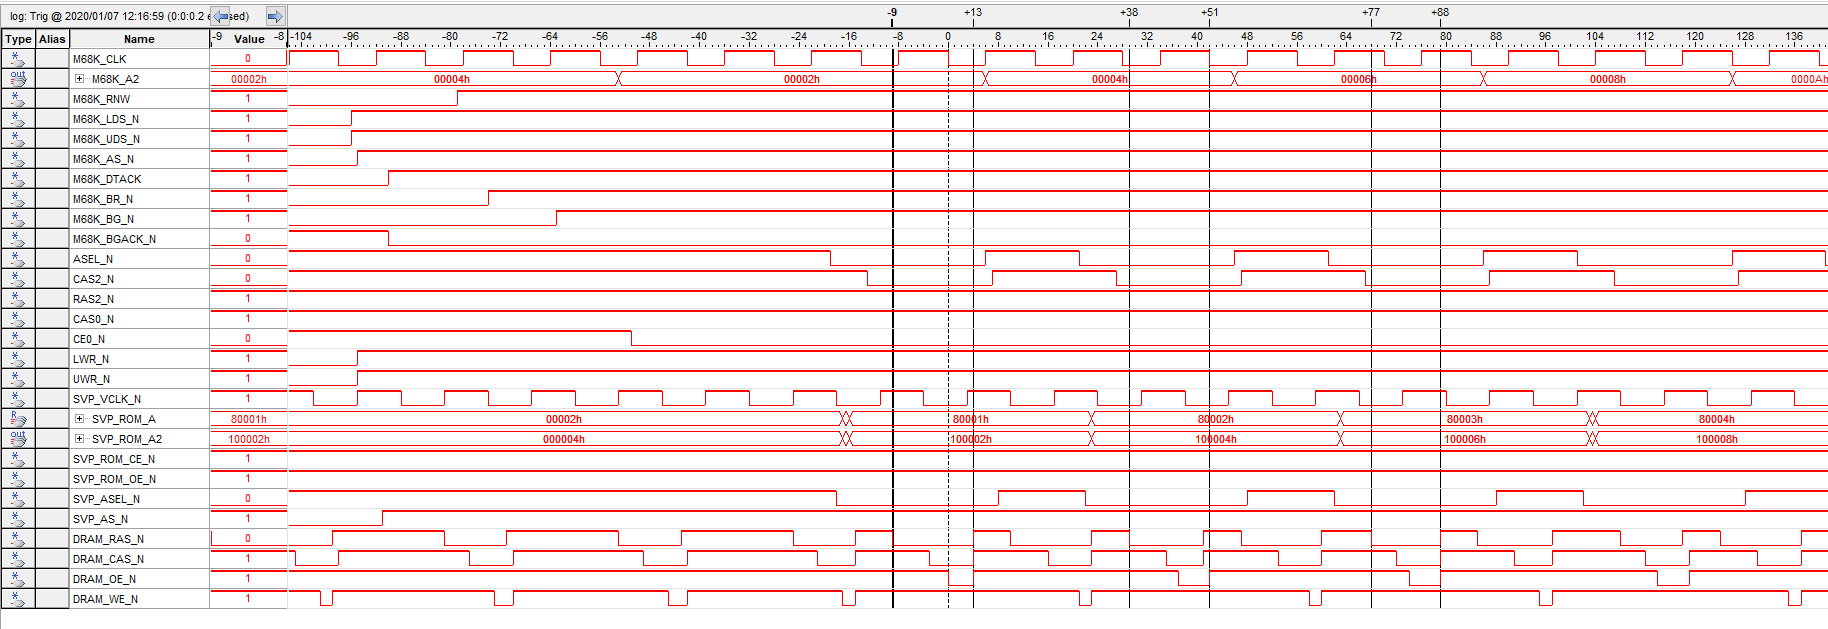 log: Trig @ 2020/01/07 12:16:59 (0:0:0.2 e sed)
-9 +13 +38 +51 +77 +88
Type Alias Name -9 Value -8 -104 -96 -88 -80 -72 -64 -56 -48 -40 -32 -24 -16 -8 0 8 16 24 32 40 48 56 64 72 80 88 96 104 112 120 128 136
M68K_CLK 0
out M68K_A2 00002h 00004h 00002h 00004h 00006h 00008h 0000Ah
M68K_RNW 1
M68K_LDS_N 1
M68K_UDS_N 1
M68K_AS_N 1
M68K_DTACK 1
M68K_BR_N 1
M68K_BG_N 1
M68K_BGACK_N 0
ASEL_N 0
CAS2_N 0
RAS2_N 1
CAS0_N 1
CE0_N 0
LWR_N 1
UWR_N 1
SVP_VCLK_N 1
R SVP_ROM_A 80001h 00002h 80001h 80002h 80003h 80004h
out SVP_ROM_A2 100002h 000004h 100002h 100004h 100006h 100008h
SVP_ROM_CE_N 1
SVP_ROM_OE_N 1
SVP_ASEL_N 0
SVP_AS_N 1
DRAM_RAS_N 0
DRAM_CAS_N 1
DRAM_OE_N 1
DRAM_WE_N 1